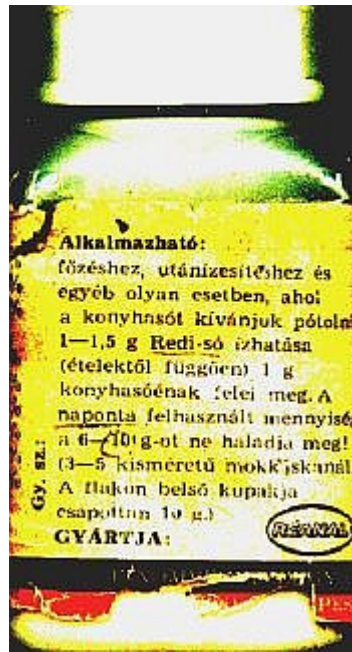 Alkalmazható:
főzéshez, utánízesítéshez és
egyéb olyan esetben, ahol
a konyhasót kívánjuk pótolni
1—1,5 g Redi-só ízhatása
(ételektől függően) 1 g
konyhasóénak felel meg. A
naponta felhasznált mennyisé
a 6—10 g-ot ne haladja meg!
(3—5 kisméretű mokkáskanál
A flakon belső kupakja
csapottan 10 g.)
GYÁRTJA:
REANAL
Gy. sz.:
PES